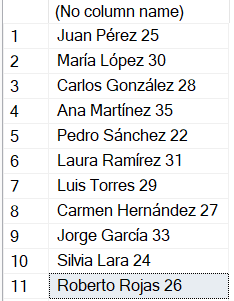 (No column name)
1 Juan Pérez 25
2 María López 30
3 Carlos González 28
4 Ana Martínez 35
5 Pedro Sánchez 22
6 Laura Ramírez 31
7 Luis Torres 29
8 Carmen Hernández 27
9 Jorge García 33
10 Silvia Lara 24
11 Roberto Rojas 26